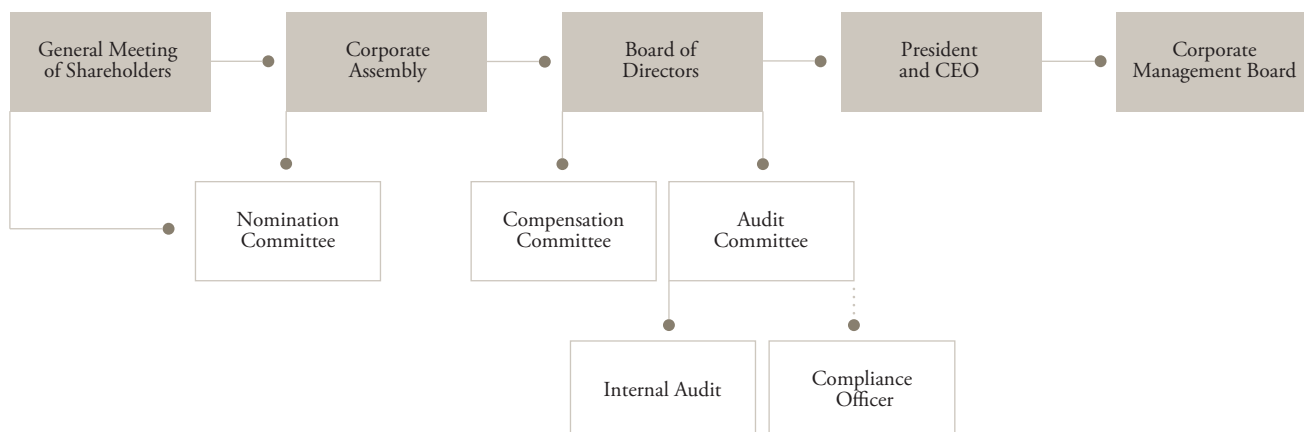 General Meeting
of Shareholders
Corporate
Assembly
Board of
Directors
President
and CEO
Corporate
Management Board
Nomination
Committee
Compensation
Committee
Audit
Committee
Internal Audit
Compliance
Officer